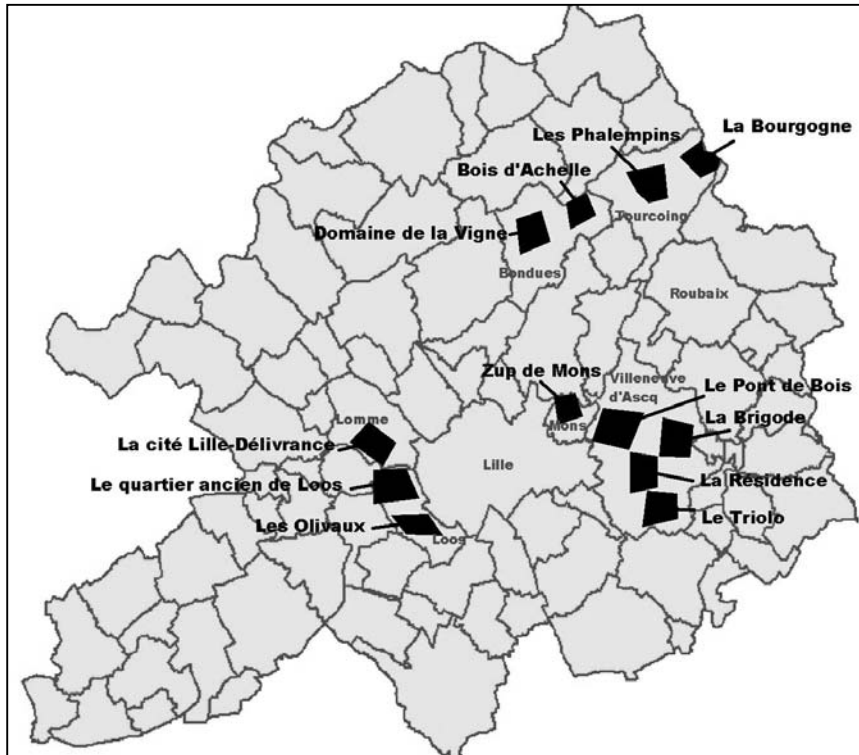 La Bourgogne
Les Phalempins
Bois d'Achelle
Tourcoing
Domaine de la Vigne
Bondues
Roubaix
Zup de Mons
Villeneuve
d'Ascq
Le Pont de Bois
La Brigode
Lomme
Mons
La cité Lille-Délivrance
Lille
La Résidence
Le quartier ancien de Loos
Le Triolo
Les Olivaux
Loos